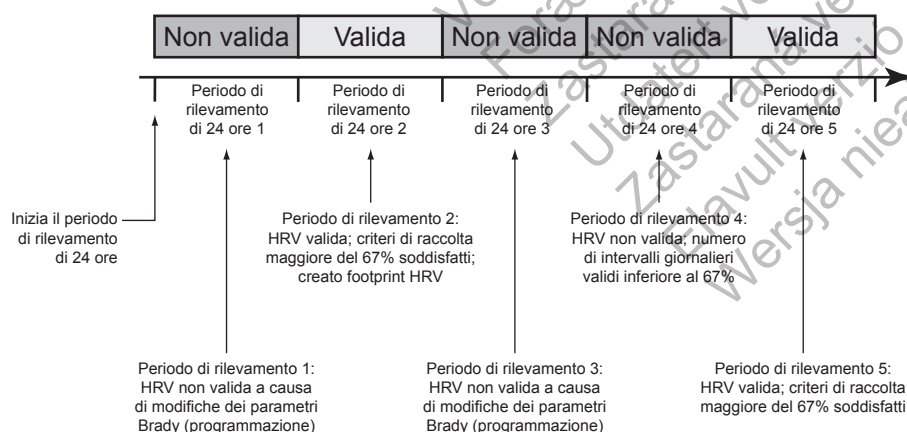 Non valida
Valida
Non valida
Non valida
Valida
Periodo di
rilevamento
di 24 ore 1
Periodo di
rilevamento
di 24 ore 2
Periodo di
rilevamento
di 24 ore 3
Periodo di
rilevamento
di 24 ore 4
Periodo di
rilevamento
di 24 ore 5
Inizia il periodo
di rilevamento
di 24 ore
Periodo di rilevamento 2:
HRV valida; criteri di raccolta
maggiore del 67% soddisfatti;
creato footprint HRV
Periodo di rilevamento 4:
HRV non valida; numero
di intervalli giornalieri
validi inferiore al 67%
Periodo di rilevamento 1:
HRV non valida a causa
di modifiche dei parametri
Brady (programmazione)
Periodo di rilevamento 3:
HRV non valida a causa
di modifiche dei parametri
Brady (programmazione)
Periodo di rilevamento 5:
HRV valida; criteri di raccolta
maggiore del 67% soddisfatti
Zastarana
Utdatert
Zastarana
Elavult verzió
Wersja